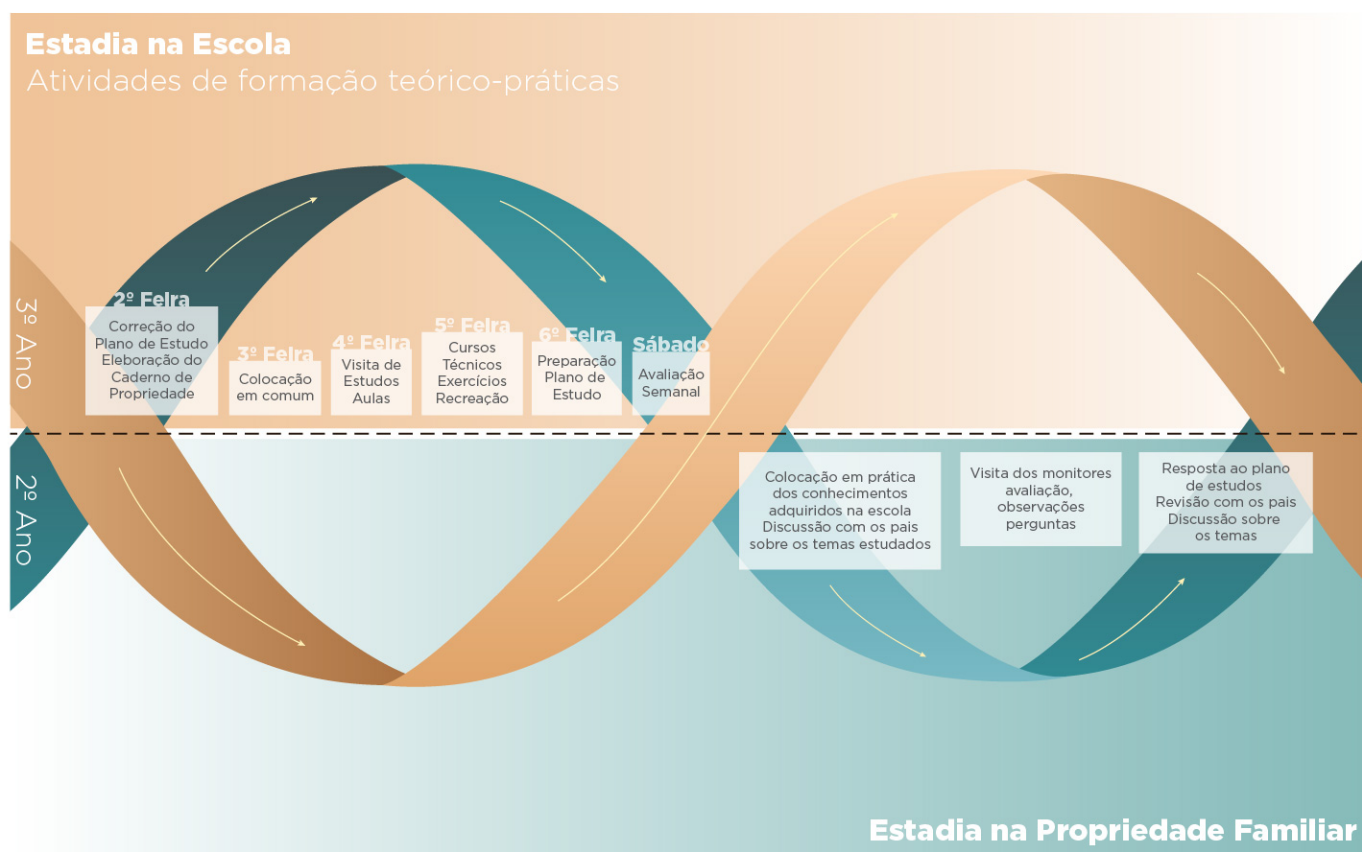 Estadia na Escola
Atividades de formação teórico-práticas
3º Ano
2º Ano
2º Feira
Correção do
Plano de Estudo
Eleboração do
Caderno de
Propriedade
3º Feira
Colocação
em comum
4º Feira
Visita de
Estudos
Aulas
5º Feira
Cursos
Técnicos
Exercícios
Recreação
6º Feira
Preparação
Plano de
Estudo
Sábado
Avaliação
Semanal
Colocação em prática
dos conhecimentos
adquiridos na escola
Discussão com os pais
sobre os temas estudados
Visita dos monitores
avaliação,
observações
perguntas
Resposta ao plano
de estudos
Revisão com os pais
Discussão sobre
os temas
Estadia na Propriedade Familiar